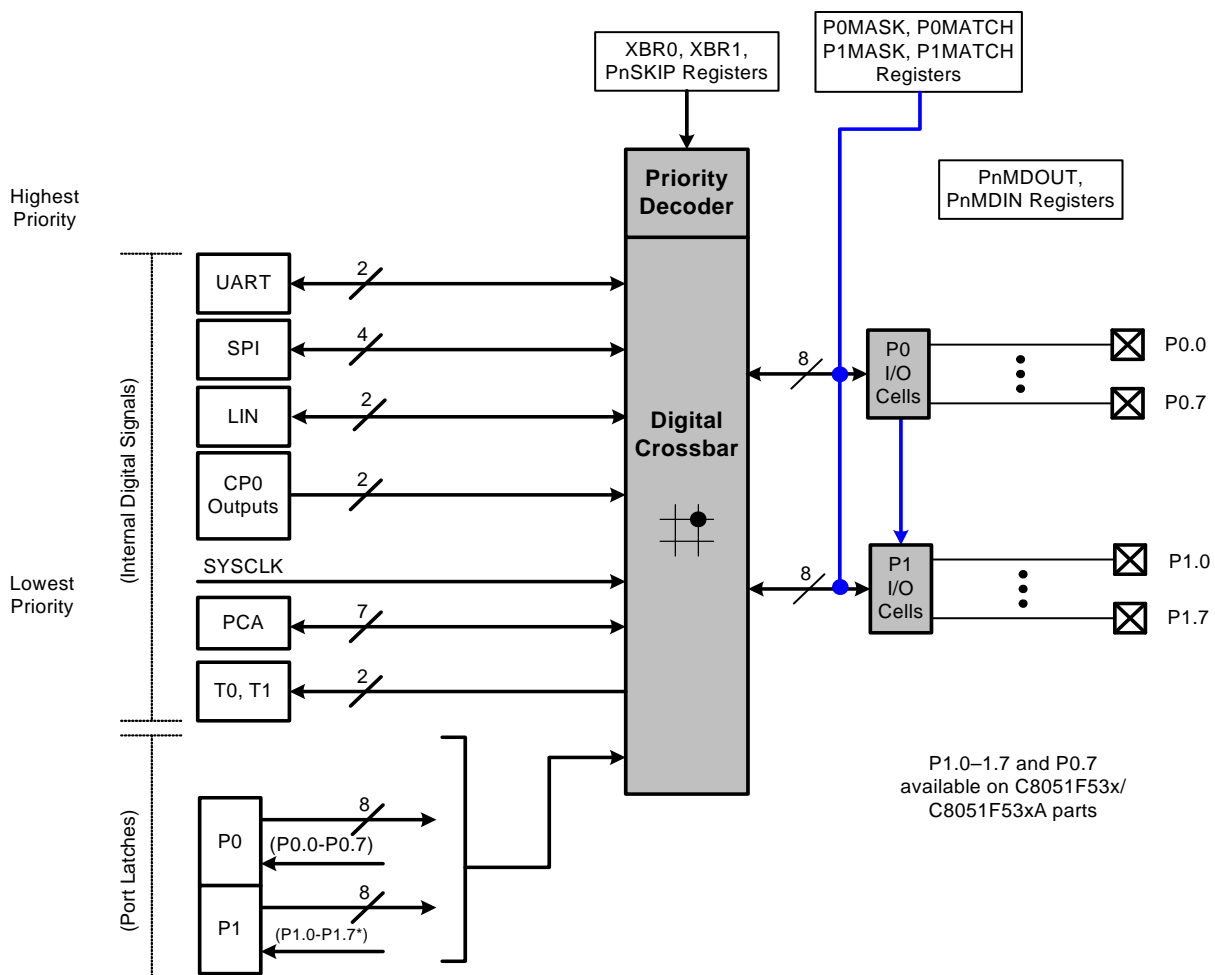 XBR0, XBR1,
PnSKIP Registers
P0MASK, P0MATCH
P1MASK, P1MATCH
Registers
Priority
Decoder
PnMDOUT,
PnMDIN Registers
Highest
Priority
Lowest
Priority
(Internal Digital Signals)
UART
2
SPI
4
LIN
2
CP0
Outputs
2
SYSCLK
PCA
7
T0, T1
2
Digital
Crossbar
8
P0
I/O
Cells
P0.0
P0.7
8
P1
I/O
Cells
P1.0
P1.7
(Port Latches)
P0
8
(P0.0-P0.7)
P1
8
(P1.0-P1.7*)
P1.0–1.7 and P0.7
available on C8051F53x/
C8051F53xA parts